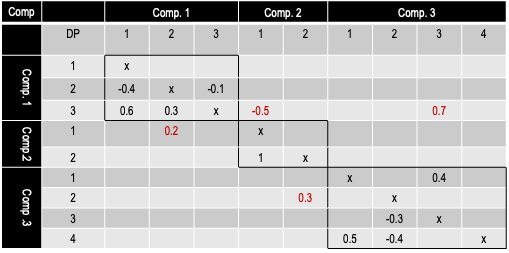 Comp Comp. 1 Comp. 2 Comp. 3
DP 1 2 3 1 2 1 2 3 4
Comp. 1
1 x
2 -0.4 x -0.1
3 0.6 0.3 x -0.5 0.7
Comp.2
1 0.2 x
2 1 x
Comp .3
1 x 0.4
2 0.3 x
3 -0.3 x
4 0.5 -0.4 x